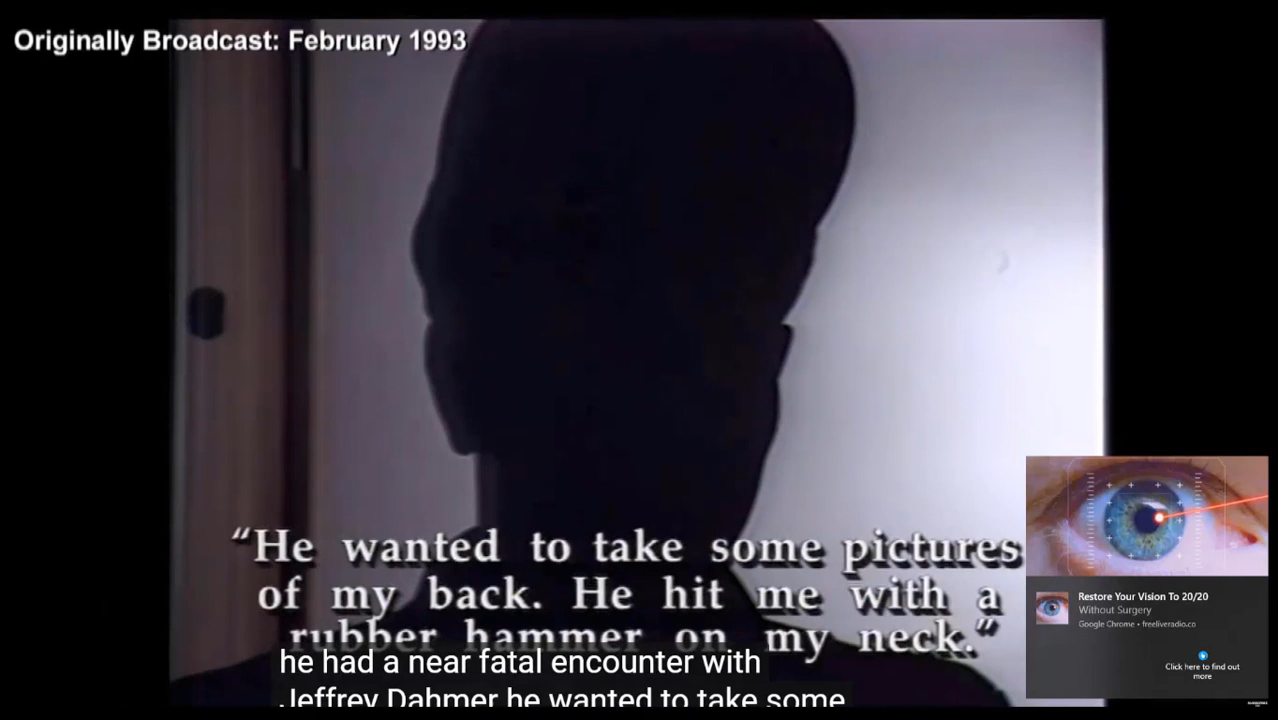 Originally Broadcast: February 1993
“He wanted to take some pictures
of my back. He hit me with a
rubber hammer on my neck.”
he had a near fatal encounter with
Jeffrey Dahmer he wanted to take some
Restore Your Vision To 20/20
Without Surgery
Google Chrome • freeliveradio.co
Click here to find out
more